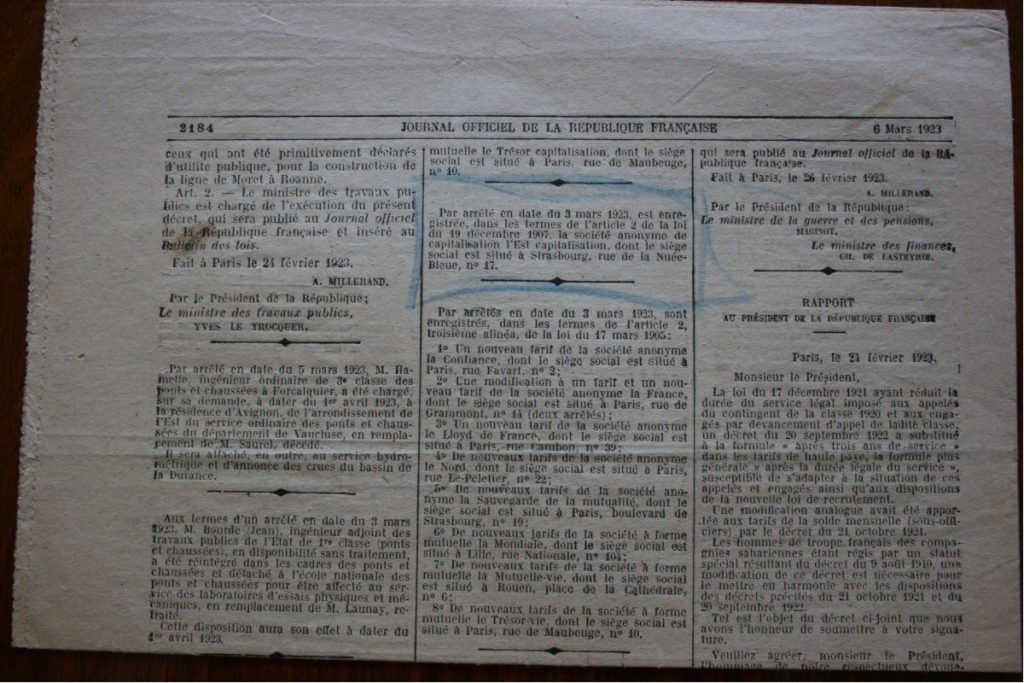 2184
JOURNAL OFFICIEL DE LA REPUBLIQUE FRANÇAISE
6 Mars 1923
ceux qui ont été primitivement déclarés
d'utilité publique, pour la construction de
la ligne de Moret à Roanne.
Art. 2. — Le ministre des travaux pu-
blics est chargé de l'exécution du présent
décret, qui sera publié au Journal officiel
de la République française et inséré au
Bulletin des lois.
Fait à Paris le 24 février 1923.
A. MILLERAND.
Par le Président de la République:
Le ministre des travaux publics,
YVES LE TROCQUER.
Par arrêté en date du 5 mars 1923, M. Ha-
melle, ingénieur ordinaire de 3e classe des
ponts et chaussées à Forcalquier, a été chargé,
sur sa demande, à dater du 1er avril 1923, à
la résidence d'Avignon, de l'arrondissement de
l'Est du service ordinaire des ponts et chaus-
sées du département de Vaucluse, en rempla-
cement de M. Saurel, décédé.
Il sera attaché, en outre, au service hydro-
métrique et d'annonce des crues du bassin de
la Durance.
Aux termes d'un arrêté en date du 3 mars
1923, M. Bourde (Jean), ingénieur adjoint des
travaux publics de l'Etat de 1re classe (ponts
et chaussées), en disponibilité sans traitement,
a été réintégré dans les cadres des ponts et
chaussées et détaché à l'école nationale des
ponts et chaussées pour être affecté au ser-
vice des laboratoires d'essais physiques et mé-
caniques, en remplacement de M. Launay, re-
traité.
Cette disposition aura son effet à dater du
1er avril 1923.
mutuelle le Trésor capitalisation, dont le siège
social est situé à Paris, rue de Maubeuge,
n° 10.
Par arrêté en date du 3 mars 1923, est enre-
gistrée, dans les termes de l'article 2 de la loi
du 19 décembre 1907, la société anonyme de
capitalisation l'Est capitalisation, dont le siège
social est situé à Strasbourg, rue de la Nuée-
Bleue, n° 17.
Par arrêtés en date du 3 mars 1923, sont
enregistrés, dans les termes de l'article 2,
troisième alinéa, de la loi du 17 mars 1905:
1° Un nouveau tarif de la société anonyme
la Confiance, dont le siège social est situé à
Paris, rue Favart, n° 2;
2° Une modification à un tarif et un nou-
veau tarif de la société anonyme la France,
dont le siège social est situé à Paris, rue de
Grammont, n° 14 (deux arrêtés);
3° Un nouveau tarif de la société anonyme
le Lloyd de France, dont le siège social est
situé à Paris, rue Cambon, n° 39;
4° De nouveaux tarifs de la société anonyme
le Nord, dont le siège social est situé à Paris,
rue Le-Peletier, n° 22;
5° De nouveaux tarifs de la société ano-
nyme la Sauvegarde de la mutualité, dont le
siège social est situé à Paris, boulevard de
Strasbourg, n° 19;
6° De nouveaux tarifs de la société à forme
mutuelle la Mondiale, dont le siège social est
situé à Lille, rue Nationale, n° 104;
7° De nouveaux tarifs de la société à forme
mutuelle la Mutuelle-vie, dont le siège social
est situé à Rouen, place de la Cathédrale,
n° 6;
8° De nouveaux tarifs de la société à forme
mutuelle le Trésor-vie, dont le siège social est
situé à Paris, rue de Maubeuge, n° 10.
qui sera publié au Journal officiel de la Ré-
publique française.
Fait à Paris, le 26 février 1923.
A. MILLERAND.
Par le Président de la République:
Le ministre de la guerre et des pensions,
MAGINOT.
Le ministre des finances,
CH. DE LASTEYRIE.
RAPPORT
AU PRÉSIDENT DE LA RÉPUBLIQUE FRANÇAISE
Paris, le 24 février 1923.
Monsieur le Président,
La loi du 17 décembre 1921 ayant réduit la
durée du service légal imposé aux appelés
du contingent de la classe 1920 et aux enga-
gés par devancement d'appel de ladite classe,
un décret du 20 septembre 1922 a substitué
à la formule « après trois ans de service »
dans les tarifs de haute paye, la formule plus
générale « après la durée légale du service »,
susceptible de s'adapter à la situation de ces
appelés et engagés ainsi qu'aux dispositions
de la nouvelle loi de recrutement.
Une modification analogue avait été appor-
tée aux tarifs de la solde mensuelle (sous-offi-
ciers) par le décret du 21 octobre 1921.
Les hommes de troupe français des compa-
gnies sahariennes étant régis par un statut
spécial résultant du décret du 9 août 1910, une
modification de ce décret est nécessaire pour
le mettre en harmonie avec les dispositions
des décrets précités du 21 octobre 1921 et du
20 septembre 1922.
Tel est l'objet du décret ci-joint que nous
avons l'honneur de soumettre à votre signa-
ture.
Veuillez agréer, monsieur le Président,
l'hommage de notre respectueux dévoue-